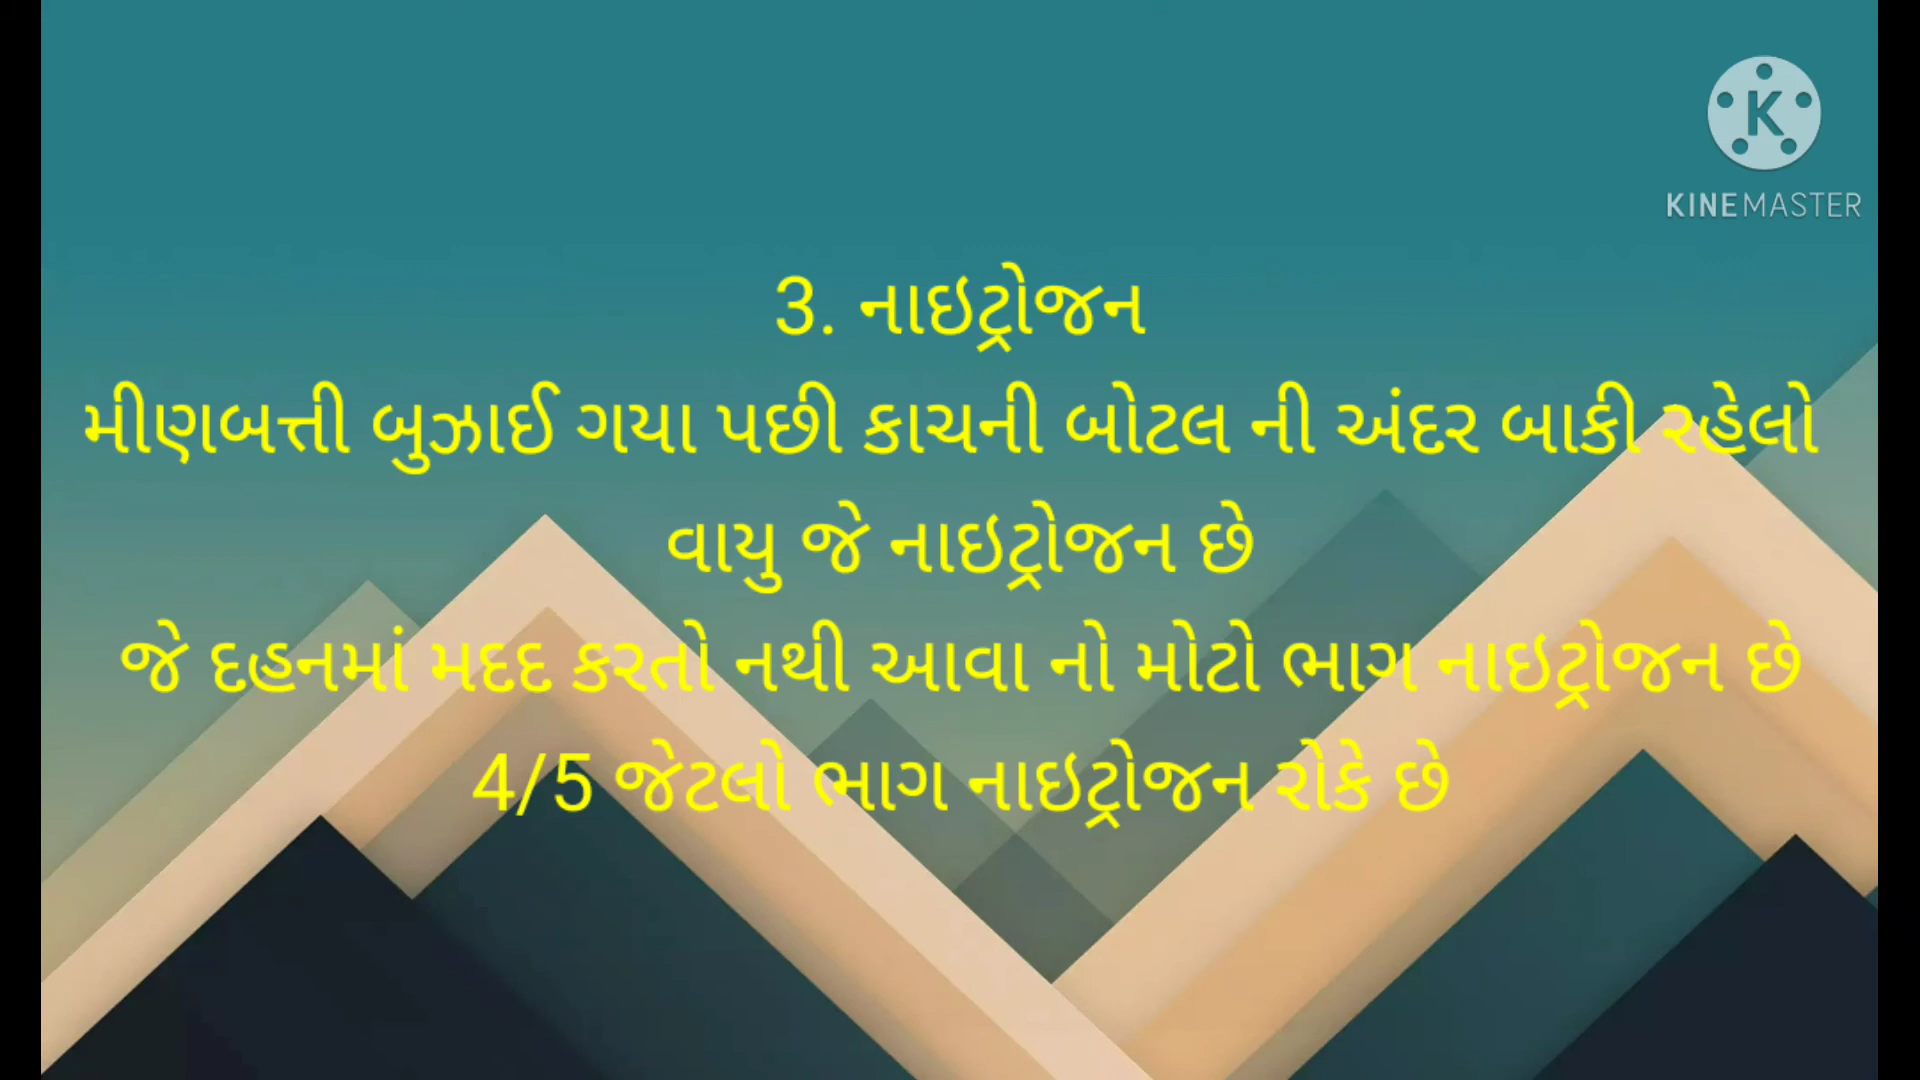 K
KINEMASTER
3. નાઇટ્રોજન
મીણબત્તી બુઝાઈ ગયા પછી કાચની બોટલ ની અંદર બાકી રહેલો
વાયુ જે નાઇટ્રોજન છે
જે દહનમાં મદદ કરતો નથી આવા નો મોટો ભાગ નાઇટ્રોજન છે
4/5 જેટલો ભાગ નાઇટ્રોજન રોકે છે